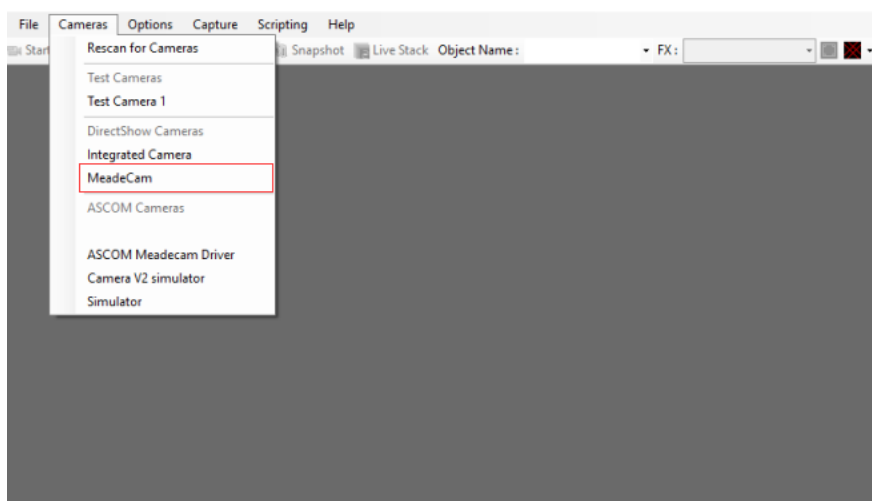 File Cameras Options Capture Scripting Help
Start Snapshot Live Stack Object Name : FX :
Rescan for Cameras
Test Cameras
Test Camera 1
DirectShow Cameras
Integrated Camera
MeadeCam
ASCOM Cameras
ASCOM Meadecam Driver
Camera V2 simulator
Simulator